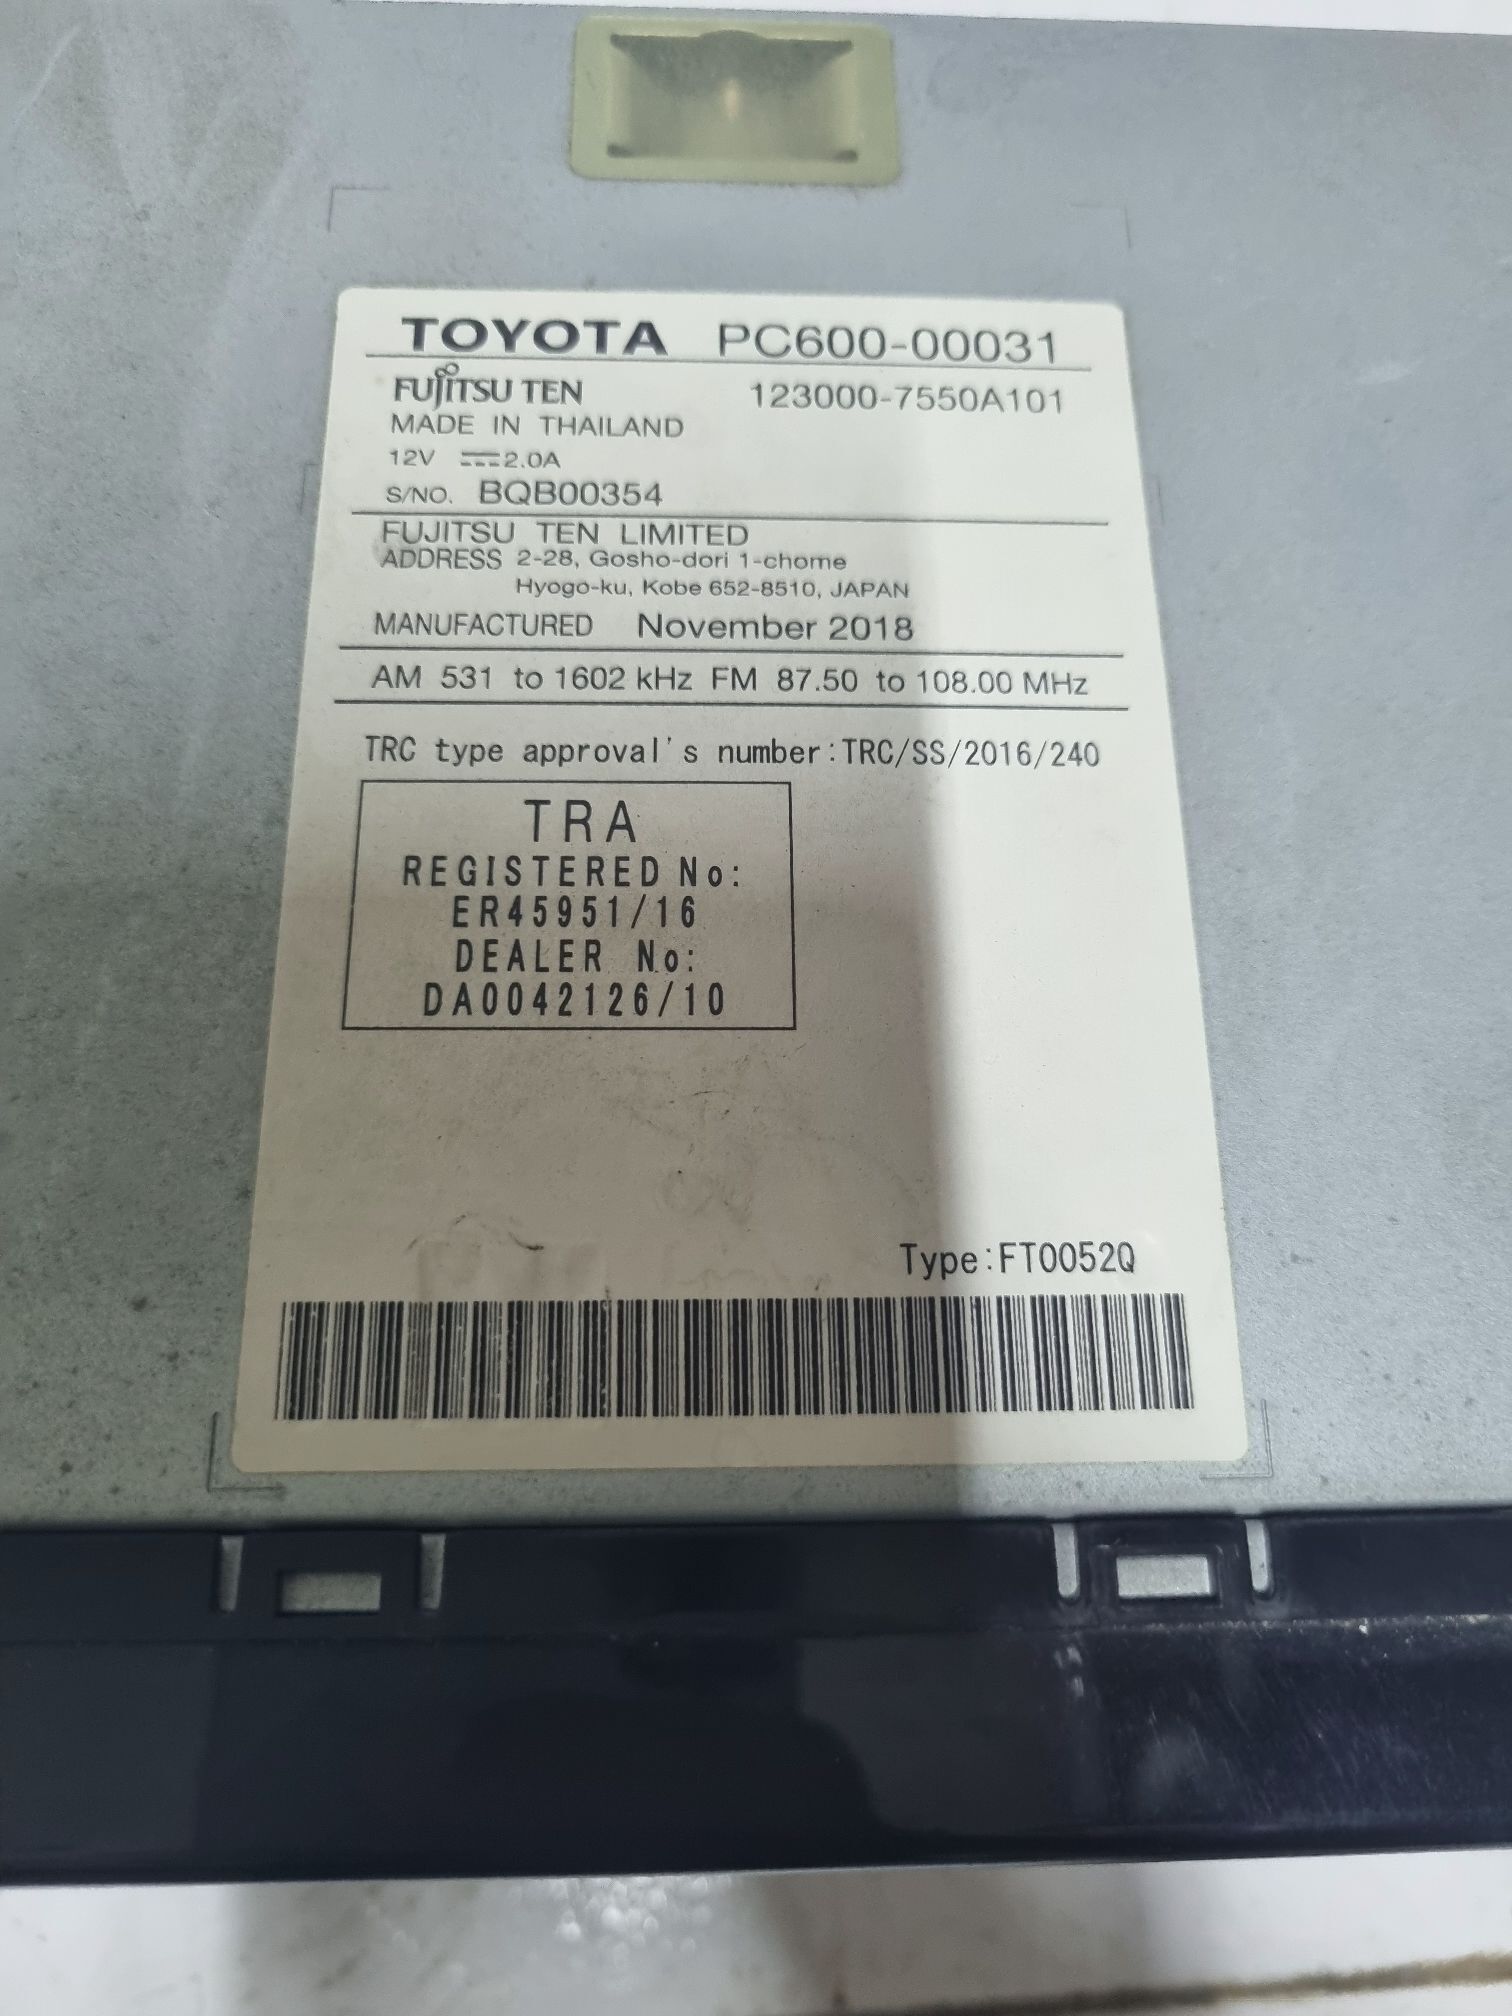 TOYOTA PC600-00031
FUJITSU TEN 123000-7550A101
MADE IN THAILAND
12V ⎓2.0A
S/NO. BQB00354
FUJITSU TEN LIMITED
ADDRESS 2-28, Gosho-dori 1-chome
Hyogo-ku, Kobe 652-8510, JAPAN
MANUFACTURED November 2018
AM 531 to 1602 kHz FM 87.50 to 108.00 MHz
TRC type approval's number:TRC/SS/2016/240
TRA
REGISTERED No:
ER45951/16
DEALER No:
DA0042126/10
Type:FT0052Q